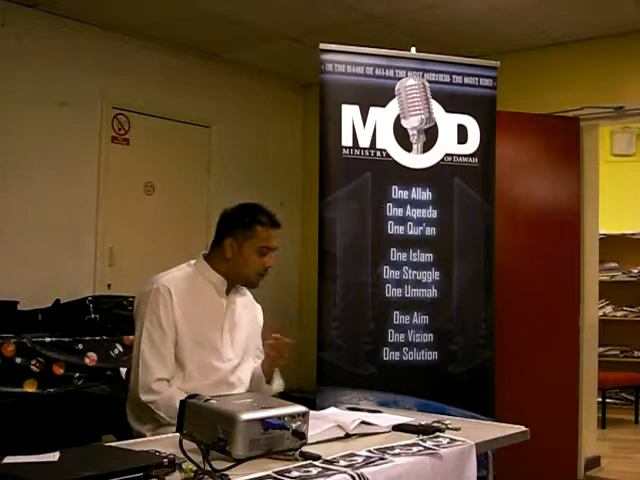 IN THE NAME OF ALLAH THE MOST MERCIFUL THE MOST KIND
MOD
MINISTRY OF DAWAH
One Allah
One Aqeeda
One Qur'an
One Islam
One Struggle
One Ummah
One Aim
One Vision
One Solution